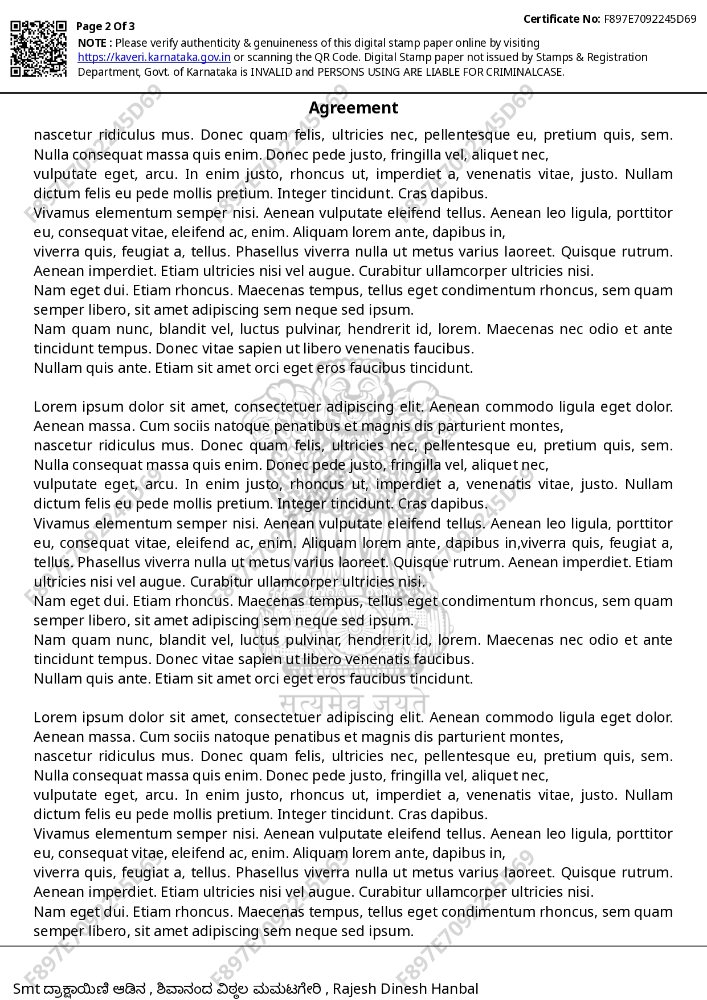 Certificate No: F897E7092245D69
Page 2 Of 3
NOTE : Please verify authenticity & genuineness of this digital stamp paper online by visiting
https://kaveri.karnataka.gov.in or scanning the QR Code. Digital Stamp paper not issued by Stamps & Registration
Department, Govt. of Karnataka is INVALID and PERSONS USING ARE LIABLE FOR CRIMINALCASE.
F897E7092245D69
F897E7092245D69
F897E7092245D69
Agreement
nascetur ridiculus mus. Donec quam felis, ultricies nec, pellentesque eu, pretium quis, sem.
Nulla consequat massa quis enim. Donec pede justo, fringilla vel, aliquet nec,
vulputate eget, arcu. In enim justo, rhoncus ut, imperdiet a, venenatis vitae, justo. Nullam
dictum felis eu pede mollis pretium. Integer tincidunt. Cras dapibus.
Vivamus elementum semper nisi. Aenean vulputate eleifend tellus. Aenean leo ligula, porttitor
eu, consequat vitae, eleifend ac, enim. Aliquam lorem ante, dapibus in,
viverra quis, feugiat a, tellus. Phasellus viverra nulla ut metus varius laoreet. Quisque rutrum.
Aenean imperdiet. Etiam ultricies nisi vel augue. Curabitur ullamcorper ultricies nisi.
Nam eget dui. Etiam rhoncus. Maecenas tempus, tellus eget condimentum rhoncus, sem quam
semper libero, sit amet adipiscing sem neque sed ipsum.
Nam quam nunc, blandit vel, luctus pulvinar, hendrerit id, lorem. Maecenas nec odio et ante
tincidunt tempus. Donec vitae sapien ut libero venenatis faucibus.
Nullam quis ante. Etiam sit amet orci eget eros faucibus tincidunt.
Lorem ipsum dolor sit amet, consectetuer adipiscing elit. Aenean commodo ligula eget dolor.
Aenean massa. Cum sociis natoque penatibus et magnis dis parturient montes,
nascetur ridiculus mus. Donec quam felis, ultricies nec, pellentesque eu, pretium quis, sem.
Nulla consequat massa quis enim. Donec pede justo, fringilla vel, aliquet nec,
vulputate eget, arcu. In enim justo, rhoncus ut, imperdiet a, venenatis vitae, justo. Nullam
dictum felis eu pede mollis pretium. Integer tincidunt. Cras dapibus.
Vivamus elementum semper nisi. Aenean vulputate eleifend tellus. Aenean leo ligula, porttitor
eu, consequat vitae, eleifend ac, enim. Aliquam lorem ante, dapibus in,viverra quis, feugiat a,
tellus. Phasellus viverra nulla ut metus varius laoreet. Quisque rutrum. Aenean imperdiet. Etiam
ultricies nisi vel augue. Curabitur ullamcorper ultricies nisi.
Nam eget dui. Etiam rhoncus. Maecenas tempus, tellus eget condimentum rhoncus, sem quam
semper libero, sit amet adipiscing sem neque sed ipsum.
Nam quam nunc, blandit vel, luctus pulvinar, hendrerit id, lorem. Maecenas nec odio et ante
tincidunt tempus. Donec vitae sapien ut libero venenatis faucibus.
Nullam quis ante. Etiam sit amet orci eget eros faucibus tincidunt.
F897E7092245D69
F897E7092245D69
सत्यमेव जयते
Lorem ipsum dolor sit amet, consectetuer adipiscing elit. Aenean commodo ligula eget dolor.
Aenean massa. Cum sociis natoque penatibus et magnis dis parturient montes,
nascetur ridiculus mus. Donec quam felis, ultricies nec, pellentesque eu, pretium quis, sem.
Nulla consequat massa quis enim. Donec pede justo, fringilla vel, aliquet nec,
vulputate eget, arcu. In enim justo, rhoncus ut, imperdiet a, venenatis vitae, justo. Nullam
dictum felis eu pede mollis pretium. Integer tincidunt. Cras dapibus.
Vivamus elementum semper nisi. Aenean vulputate eleifend tellus. Aenean leo ligula, porttitor
eu, consequat vitae, eleifend ac, enim. Aliquam lorem ante, dapibus in,
viverra quis, feugiat a, tellus. Phasellus viverra nulla ut metus varius laoreet. Quisque rutrum.
Aenean imperdiet. Etiam ultricies nisi vel augue. Curabitur ullamcorper ultricies nisi.
Nam eget dui. Etiam rhoncus. Maecenas tempus, tellus eget condimentum rhoncus, sem quam
semper libero, sit amet adipiscing sem neque sed ipsum.
F897E7092245D69
F897E7092245D69
F897E7092245D69
Smt ದ್ರಾಕ್ಷಾಯಿಣಿ ಆಡಿನ , ಶಿವಾನಂದ ವಿಠ್ಠಲ ಮಮಟಗೇರಿ , Rajesh Dinesh Hanbal